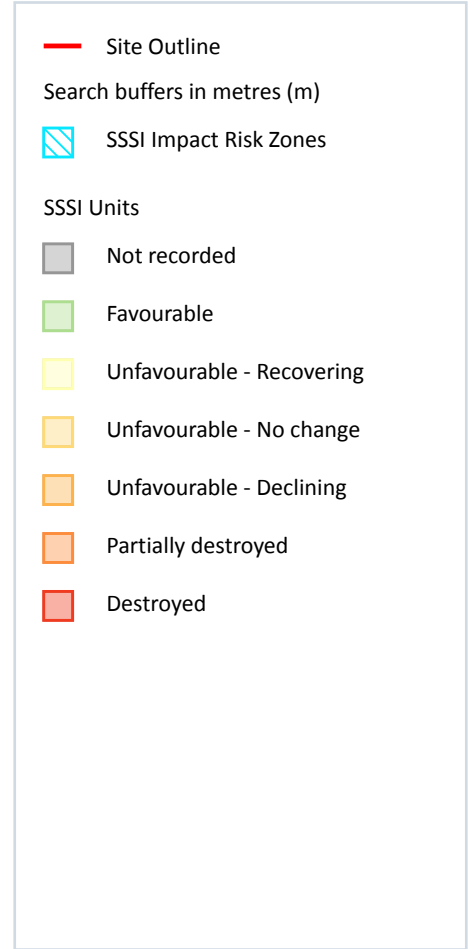 Site Outline
Search buffers in metres (m)
SSSI Impact Risk Zones
SSSI Units
Not recorded
Favourable
Unfavourable - Recovering
Unfavourable - No change
Unfavourable - Declining
Partially destroyed
Destroyed